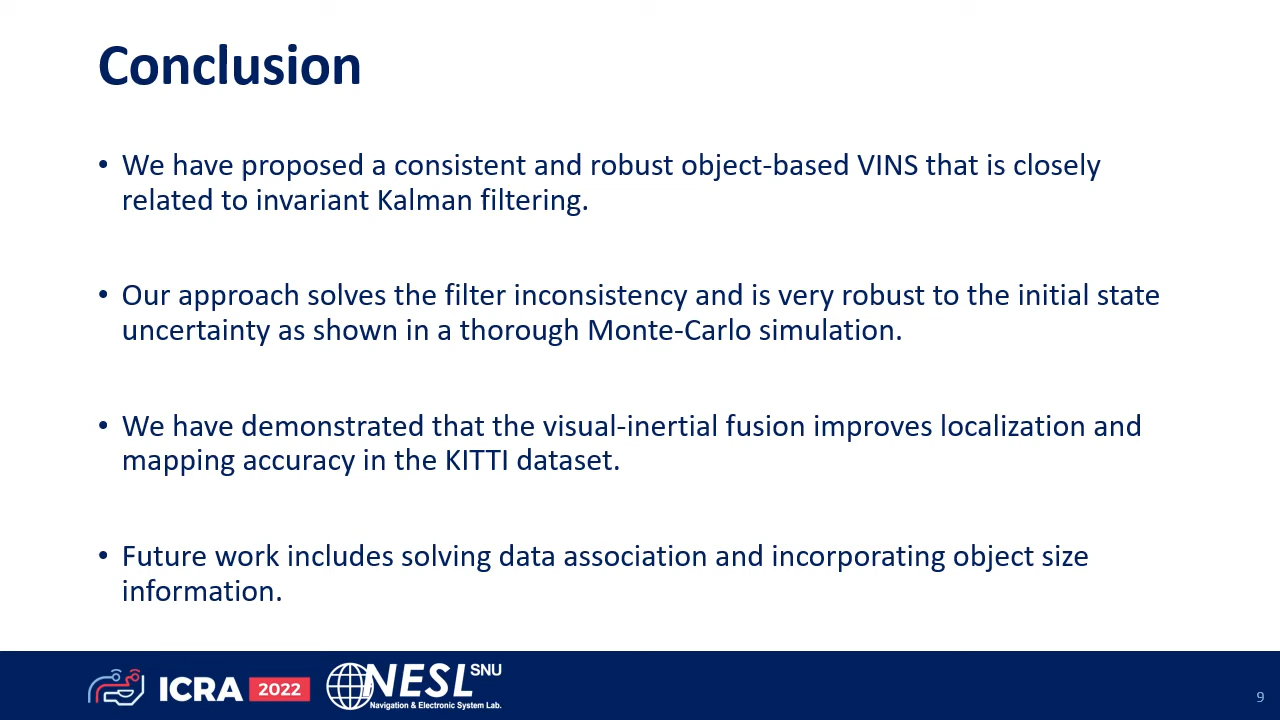 Conclusion
• We have proposed a consistent and robust object-based VINS that is closely
related to invariant Kalman filtering.
• Our approach solves the filter inconsistency and is very robust to the initial state
uncertainty as shown in a thorough Monte-Carlo simulation.
• We have demonstrated that the visual-inertial fusion improves localization and
mapping accuracy in the KITTI dataset.
• Future work includes solving data association and incorporating object size
information.
ICRA 2022
NESL SNU
Navigation & Electronic System Lab.
9